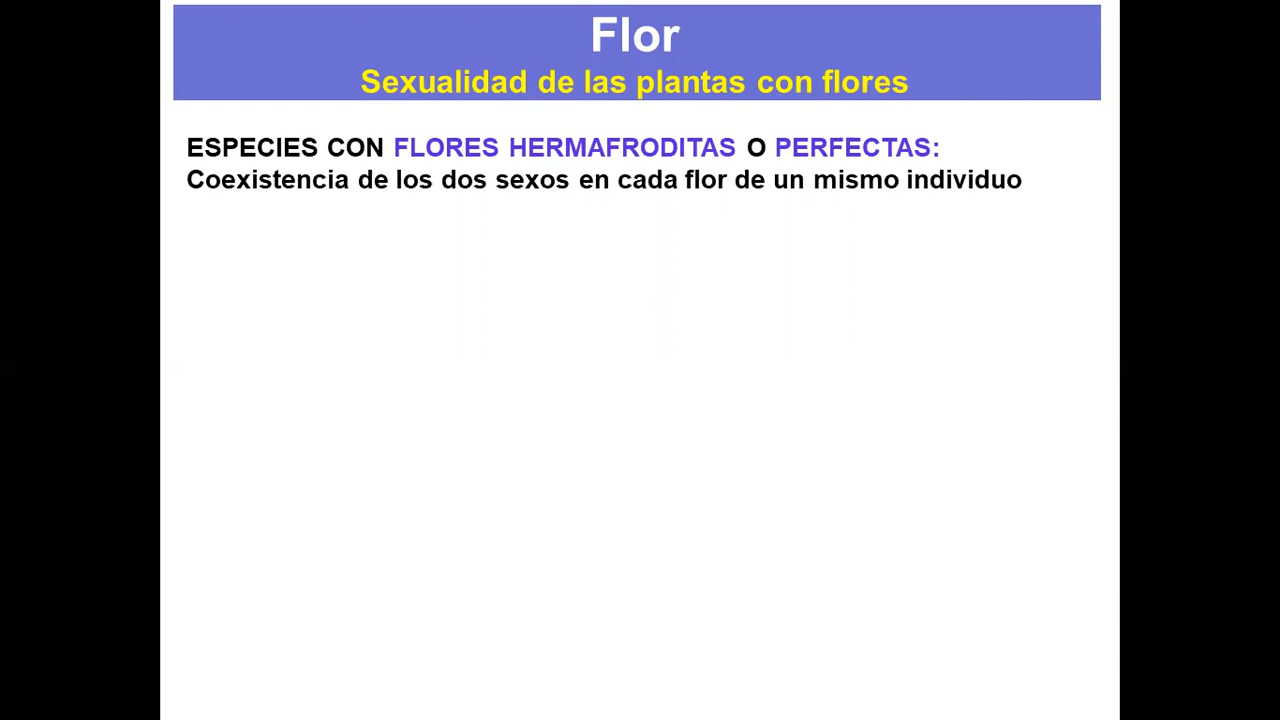 Flor
Sexualidad de las plantas con flores
ESPECIES CON FLORES HERMAFRODITAS O PERFECTAS:
Coexistencia de los dos sexos en cada flor de un mismo individuo